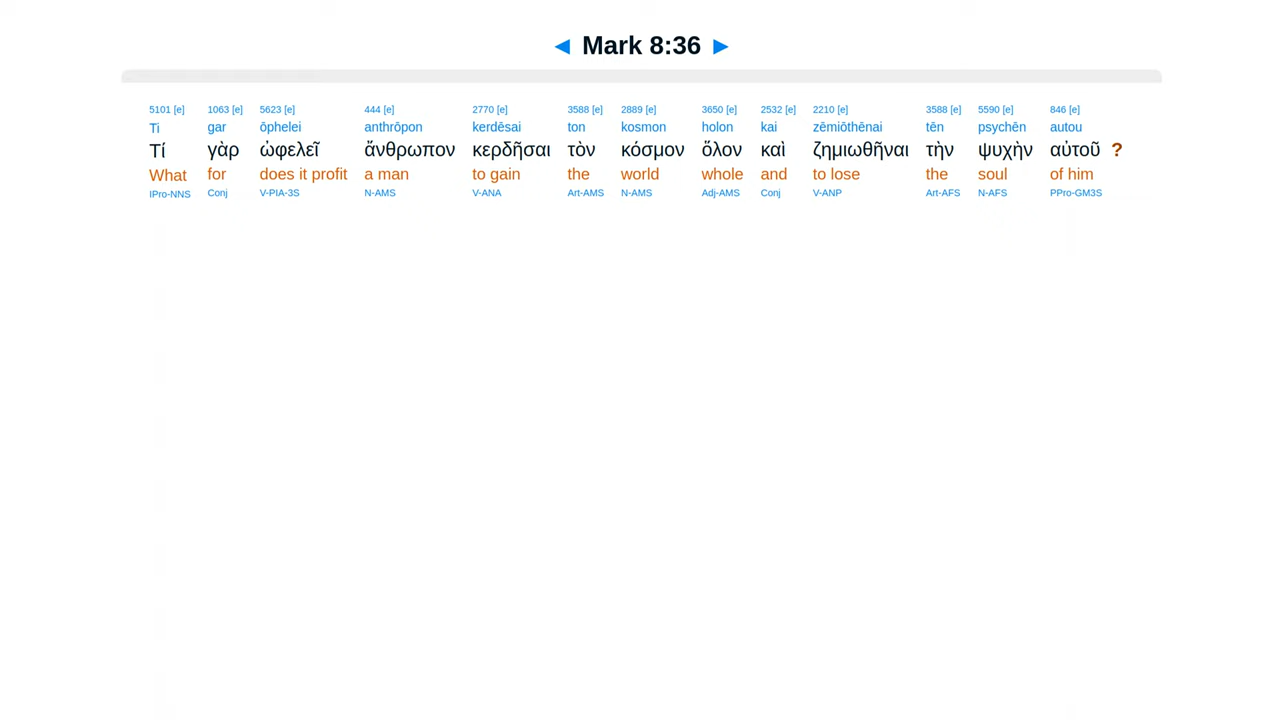 ◄ Mark 8:36 ►
5101 [e] 1063 [e] 5623 [e] 444 [e] 2770 [e] 3588 [e] 2889 [e] 3650 [e] 2532 [e] 2210 [e] 3588 [e] 5590 [e] 846 [e]
Ti gar ōphelei anthrōpon kerdēsai ton kosmon holon kai zēmiōthēnai tēn psychēn autou
Τί γὰρ ὠφελεῖ ἄνθρωπον κερδῆσαι τὸν κόσμον ὅλον καὶ ζημιωθῆναι τὴν ψυχὴν αὐτοῦ ?
What for does it profit a man to gain the world whole and to lose the soul of him
IPro-NNS Conj V-PIA-3S N-AMS V-ANA Art-AMS N-AMS Adj-AMS Conj V-ANP Art-AFS N-AFS PPro-GM3S